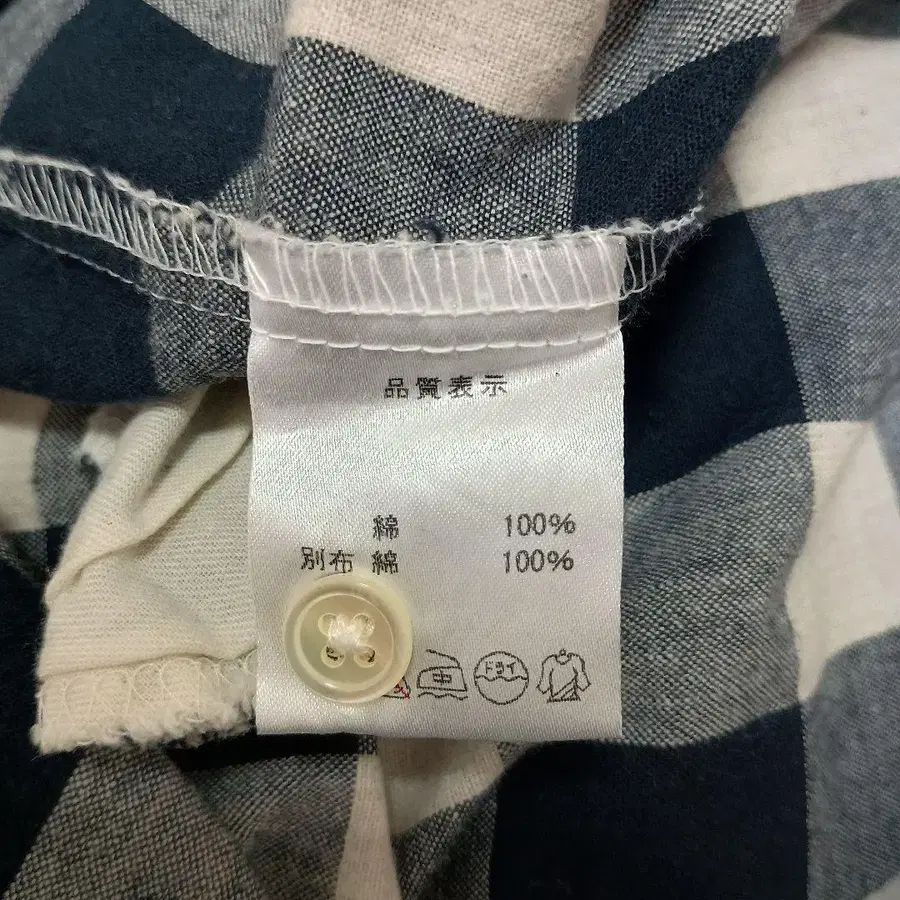 品質表示
綿 100%
別布 綿 100%
中 ドライ